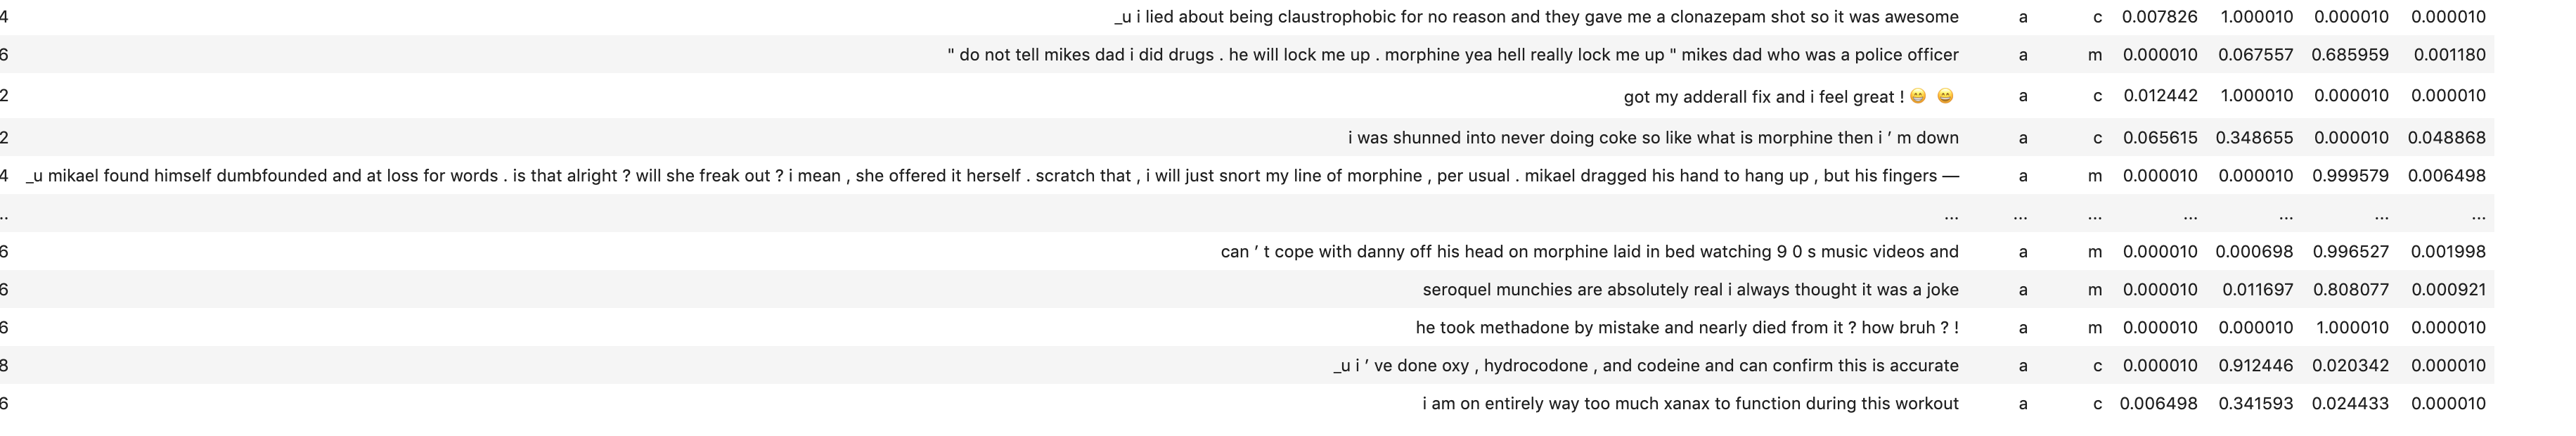 4 _u i lied about being claustrophobic for no reason and they gave me a clonazepam shot so it was awesome a c 0.007826 1.000010 0.000010 0.000010
6 " do not tell mikes dad i did drugs . he will lock me up . morphine yea hell really lock me up " mikes dad who was a police officer a m 0.000010 0.067557 0.685959 0.001180
2 got my adderall fix and i feel great ! 😁 😄 a c 0.012442 1.000010 0.000010 0.000010
2 i was shunned into never doing coke so like what is morphine then i ’ m down a c 0.065615 0.348655 0.000010 0.048868
4 _u mikael found himself dumbfounded and at loss for words . is that alright ? will she freak out ? i mean , she offered it herself . scratch that , i will just snort my line of morphine , per usual . mikael dragged his hand to hang up , but his fingers — a m 0.000010 0.000010 0.999579 0.006498
.. ... ... ... ... ... ... ...
6 can ’ t cope with danny off his head on morphine laid in bed watching 9 0 s music videos and a m 0.000010 0.000698 0.996527 0.001998
6 seroquel munchies are absolutely real i always thought it was a joke a m 0.000010 0.011697 0.808077 0.000921
6 he took methadone by mistake and nearly died from it ? how bruh ? ! a m 0.000010 0.000010 1.000010 0.000010
8 _u i ’ ve done oxy , hydrocodone , and codeine and can confirm this is accurate a c 0.000010 0.912446 0.020342 0.000010
6 i am on entirely way too much xanax to function during this workout a c 0.006498 0.341593 0.024433 0.000010